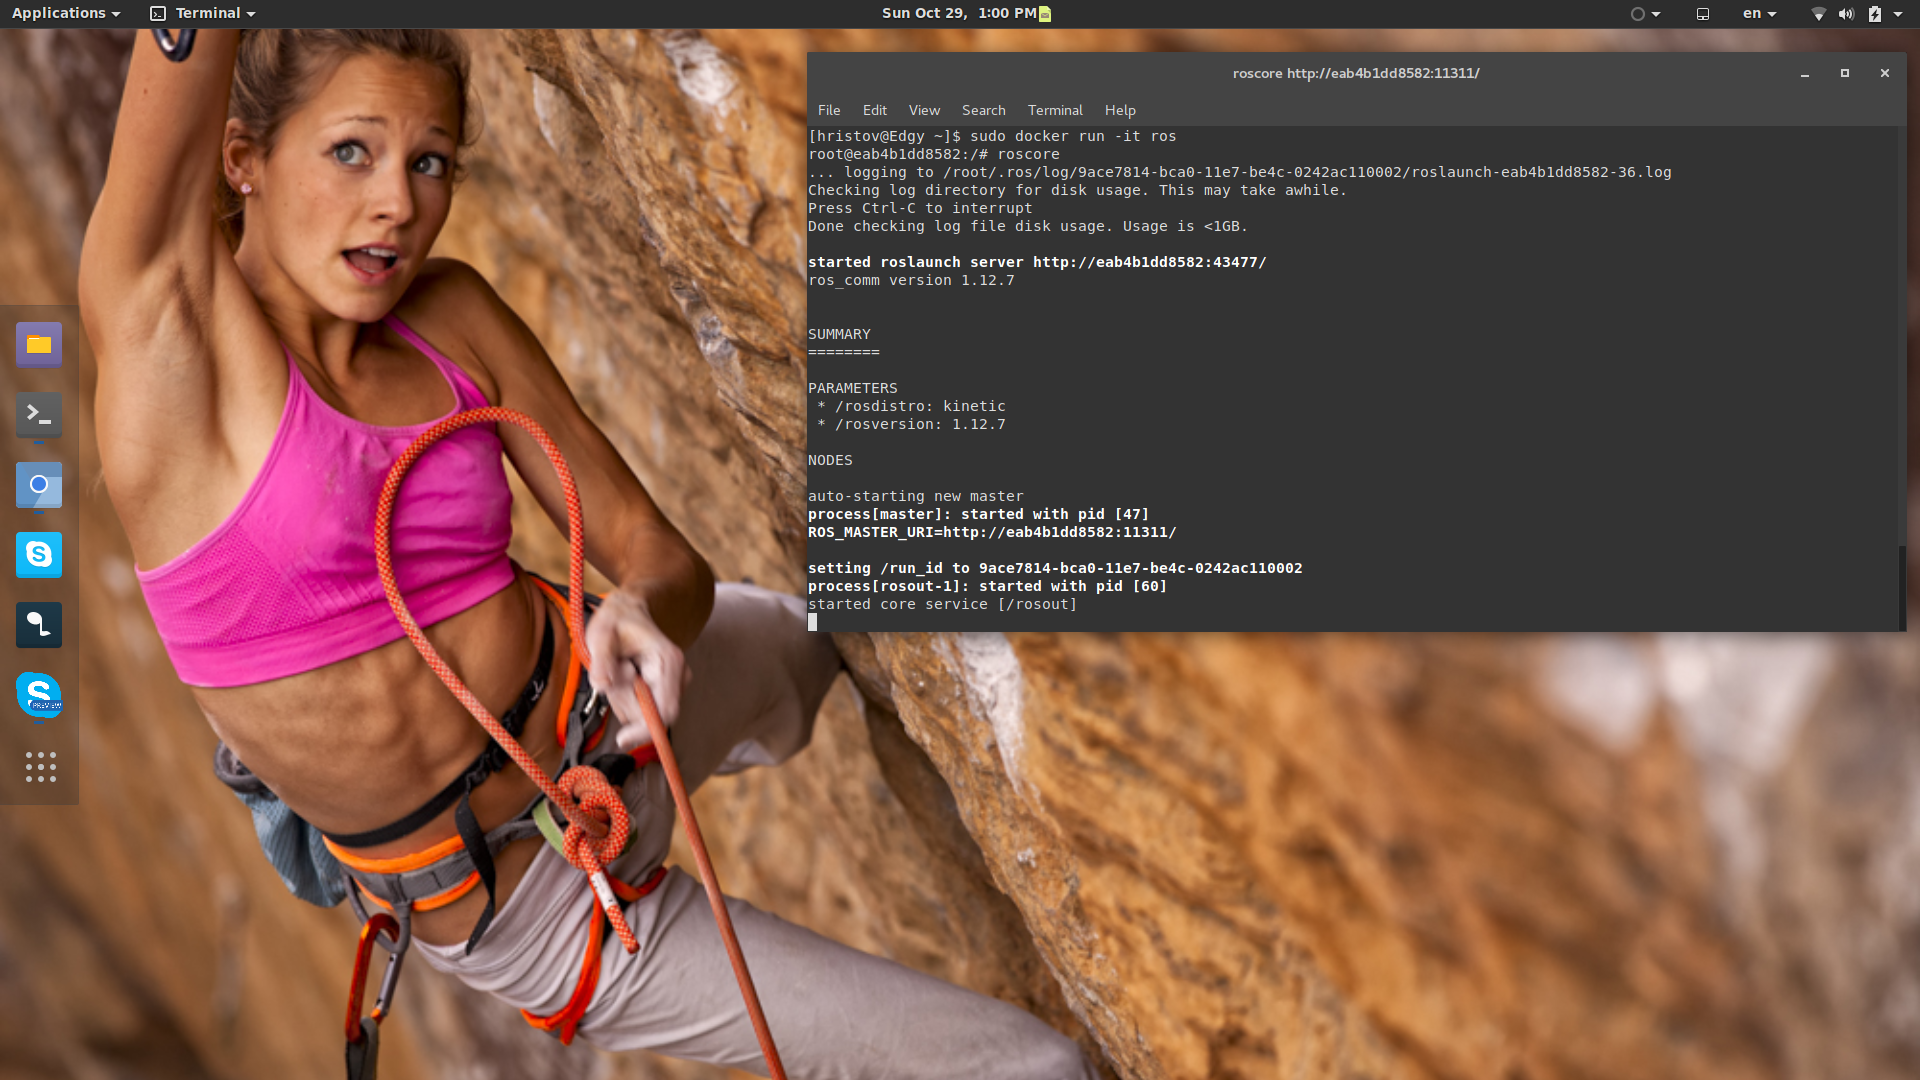 Applications Terminal Sun Oct 29, 1:00 PM en
roscore http://eab4b1dd8582:11311/
File Edit View Search Terminal Help
[hristov@Edgy ~]$ sudo docker run -it ros
root@eab4b1dd8582:/# roscore
... logging to /root/.ros/log/9ace7814-bca0-11e7-be4c-0242ac110002/roslaunch-eab4b1dd8582-36.log
Checking log directory for disk usage. This may take awhile.
Press Ctrl-C to interrupt
Done checking log file disk usage. Usage is <1GB.
started roslaunch server http://eab4b1dd8582:43477/
ros_comm version 1.12.7
SUMMARY
========
PARAMETERS
* /rosdistro: kinetic
* /rosversion: 1.12.7
NODES
auto-starting new master
process[master]: started with pid [47]
ROS_MASTER_URI=http://eab4b1dd8582:11311/
setting /run_id to 9ace7814-bca0-11e7-be4c-0242ac110002
process[rosout-1]: started with pid [60]
started core service [/rosout]
S
S
PREVIEW